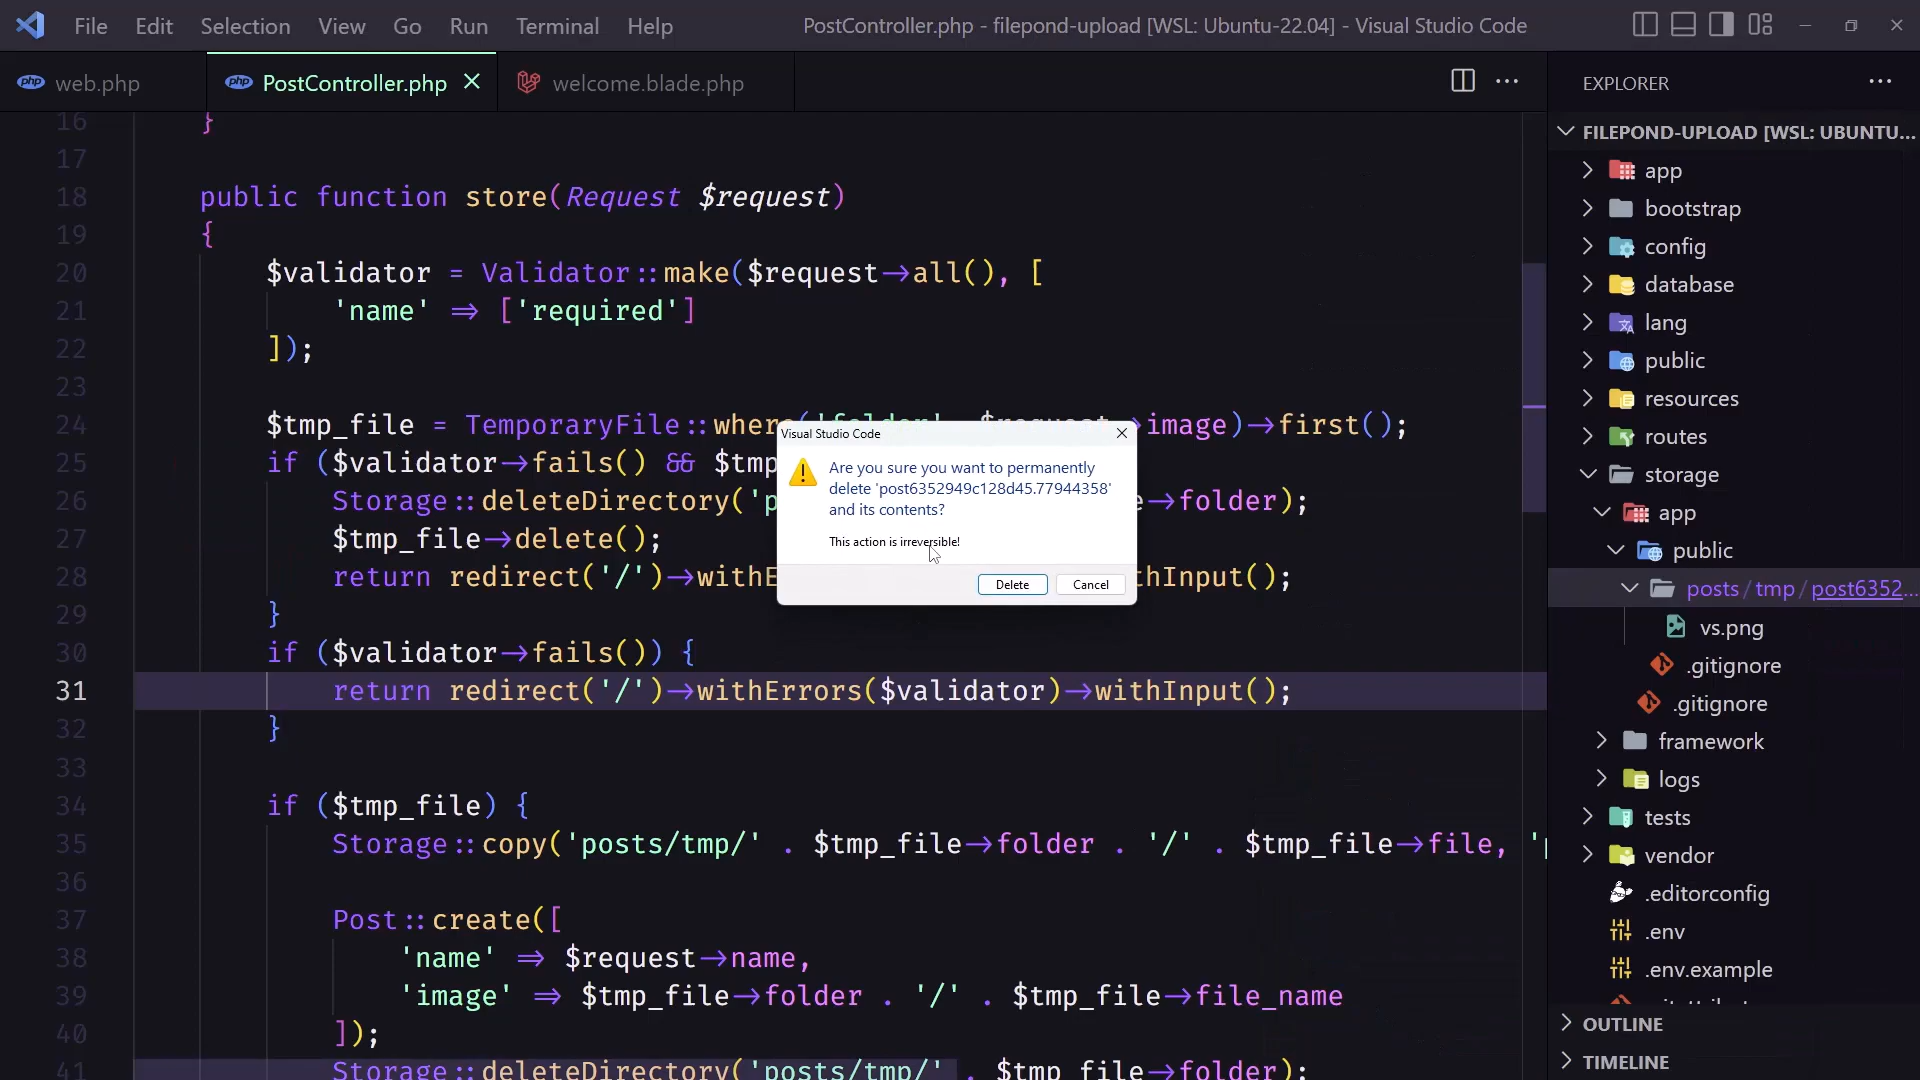 File Edit Selection View Go Run Terminal Help
PostController.php - filepond-upload [WSL: Ubuntu-22.04] - Visual Studio Code
php web.php
php PostController.php
welcome.blade.php
16 }
17
18 public function store(Request $request)
19 {
20 $validator = Validator::make($request->all(), [
21 'name' => ['required']
22 ]);
23
24 $tmp_file = TemporaryFile::where('folder', $request->image)->first();
25 if ($validator->fails() && $tmp
26 Storage::deleteDirectory('p ->folder);
27 $tmp_file->delete();
28 return redirect('/')->withE thInput();
29 }
30 if ($validator->fails()) {
31 return redirect('/')->withErrors($validator)->withInput();
32 }
33
34 if ($tmp_file) {
35 Storage::copy('posts/tmp/' . $tmp_file->folder . '/' . $tmp_file->file, 'p
36
37 Post::create([
38 'name' => $request->name,
39 'image' => $tmp_file->folder . '/' . $tmp_file->file_name
40 ]);
41 Storage::deleteDirectory('posts/tmp/' . $tmp_file->folder);
Visual Studio Code
Are you sure you want to permanently
delete 'post6352949c128d45.77944358'
and its contents?
This action is irreversible!
Delete Cancel
EXPLORER
FILEPOND-UPLOAD [WSL: UBUNTU...
app
bootstrap
config
database
lang
public
resources
routes
storage
app
public
posts / tmp / post6352...
vs.png
.gitignore
.gitignore
framework
logs
tests
vendor
.editorconfig
.env
.env.example
OUTLINE
TIMELINE